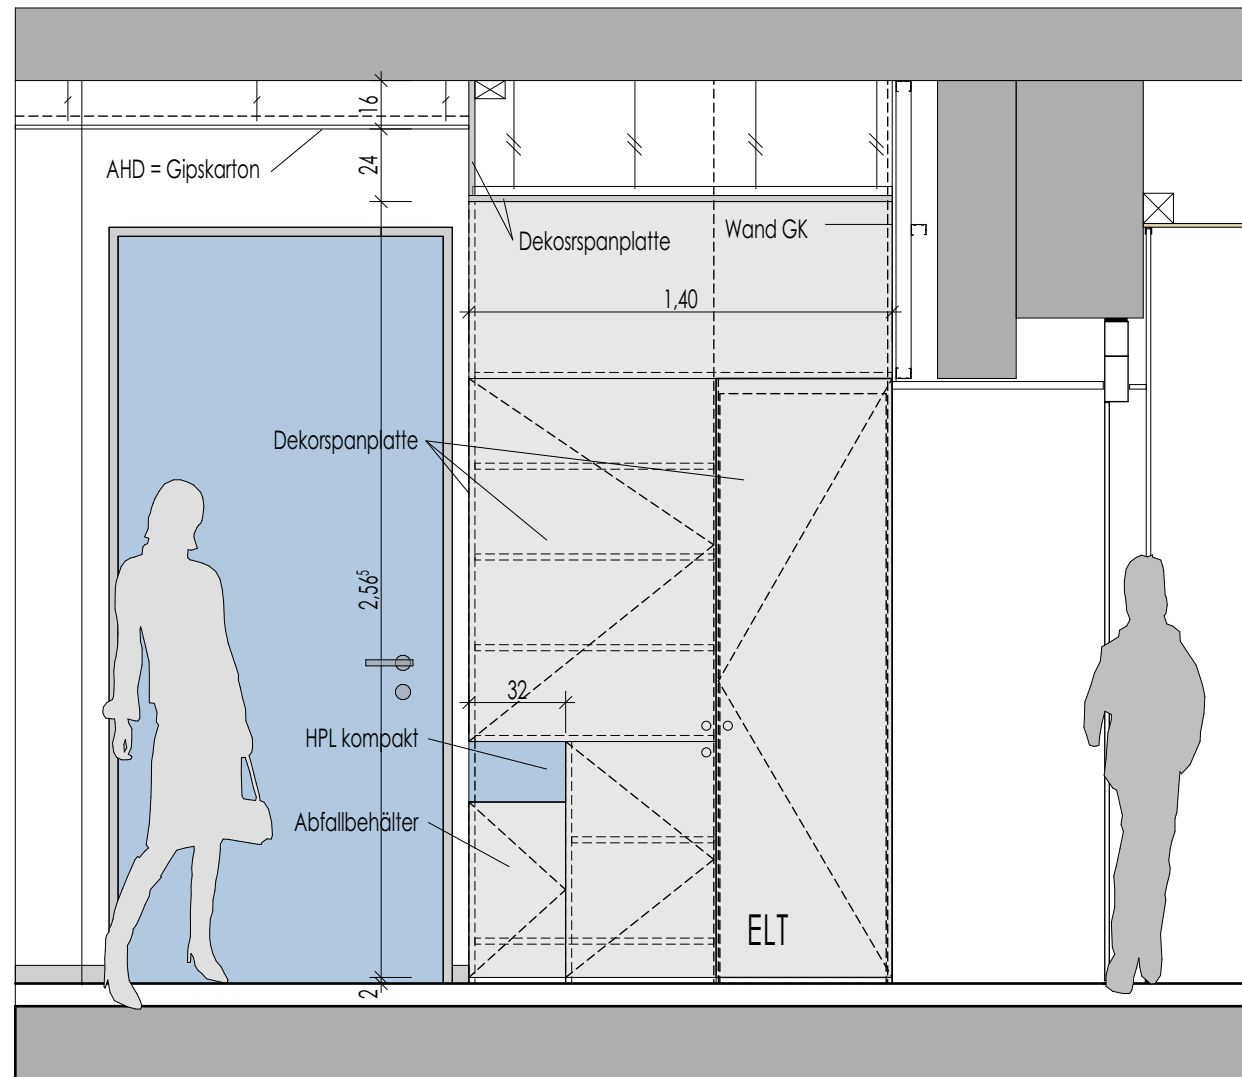 16
AHD = Gipskarton
24
Dekosrspanplatte
Wand GK
1,40
Dekorspanplatte
2,56⁵
32
HPL kompakt
Abfallbehälter
ELT
2